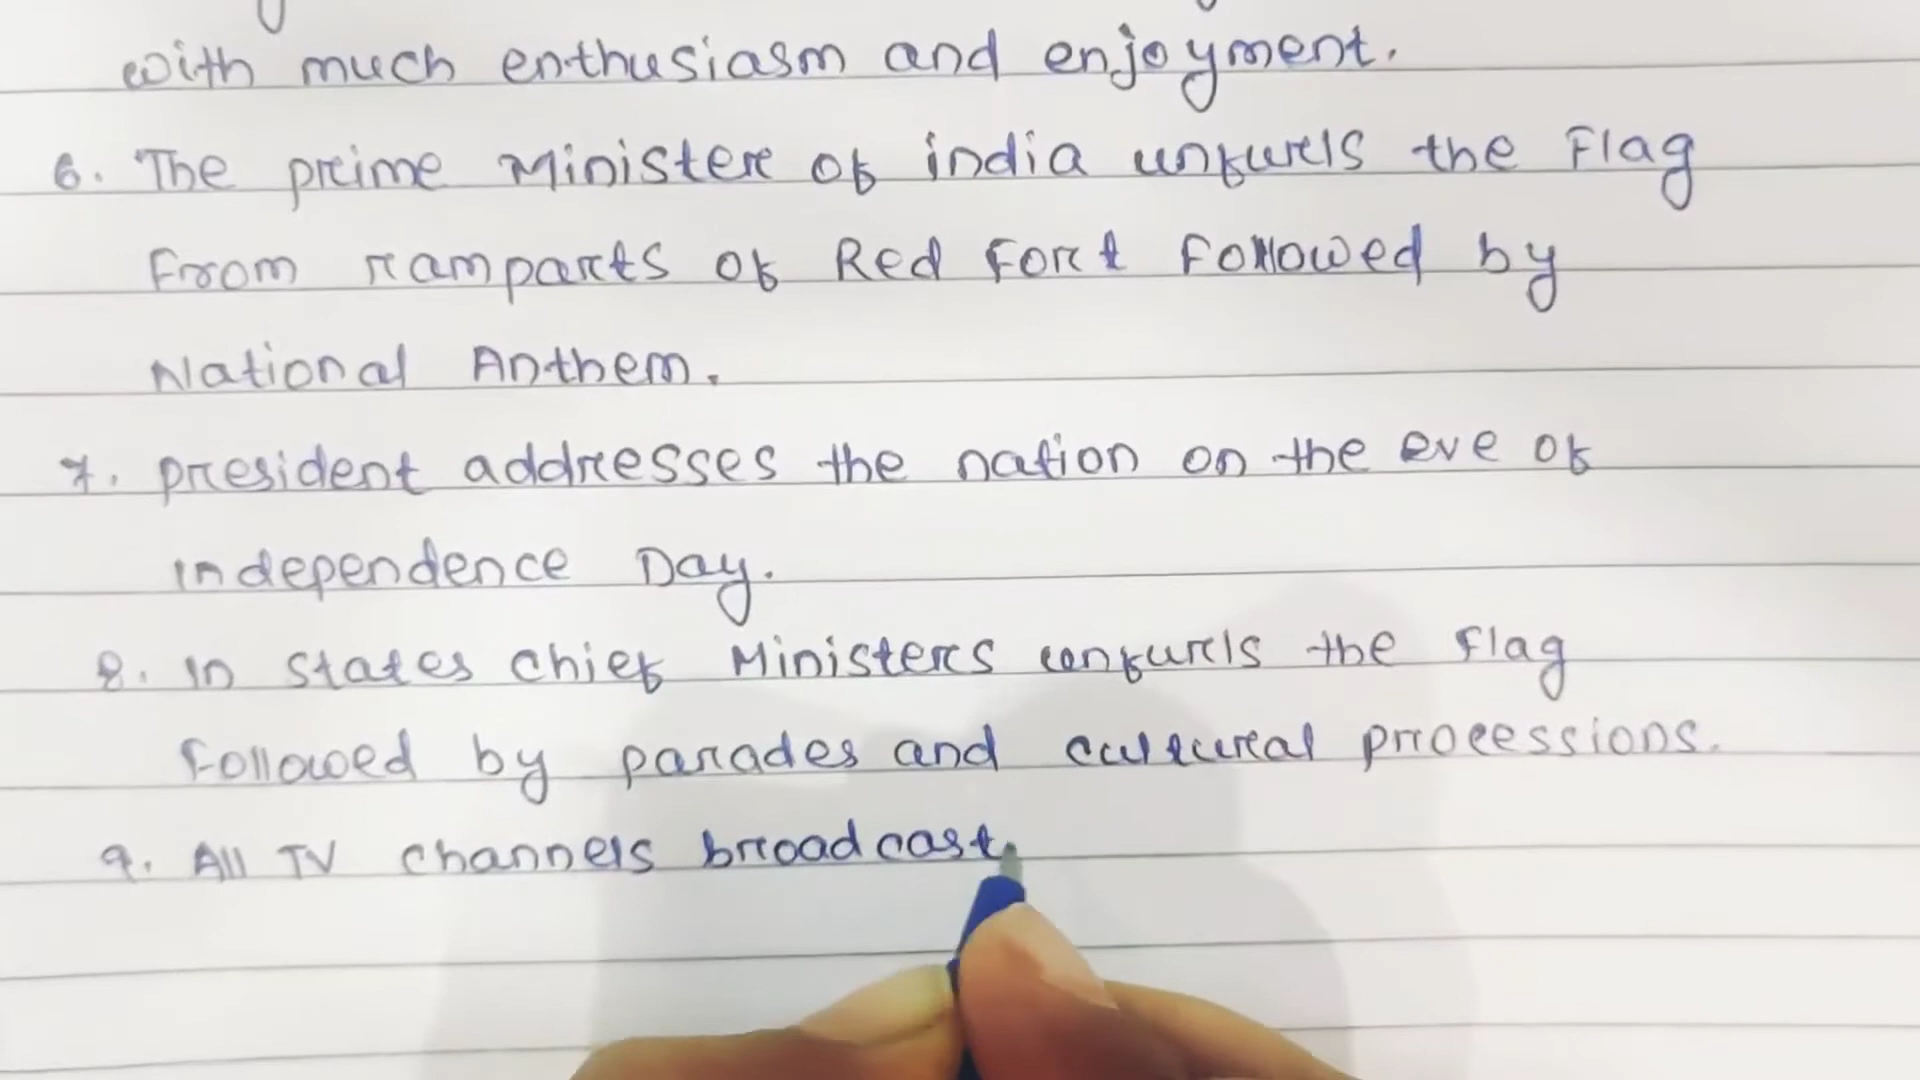 with much enthusiasm and enjoyment.
6. The prime Minister of india unfurls the Flag
From ramparts of Red Fort Followed by
National Anthem.
7. president addresses the nation on the eve of
independence Day.
8. In states chief Ministers unfurls the Flag
Followed by parades and cultural processions.
9. All TV channels broadcast